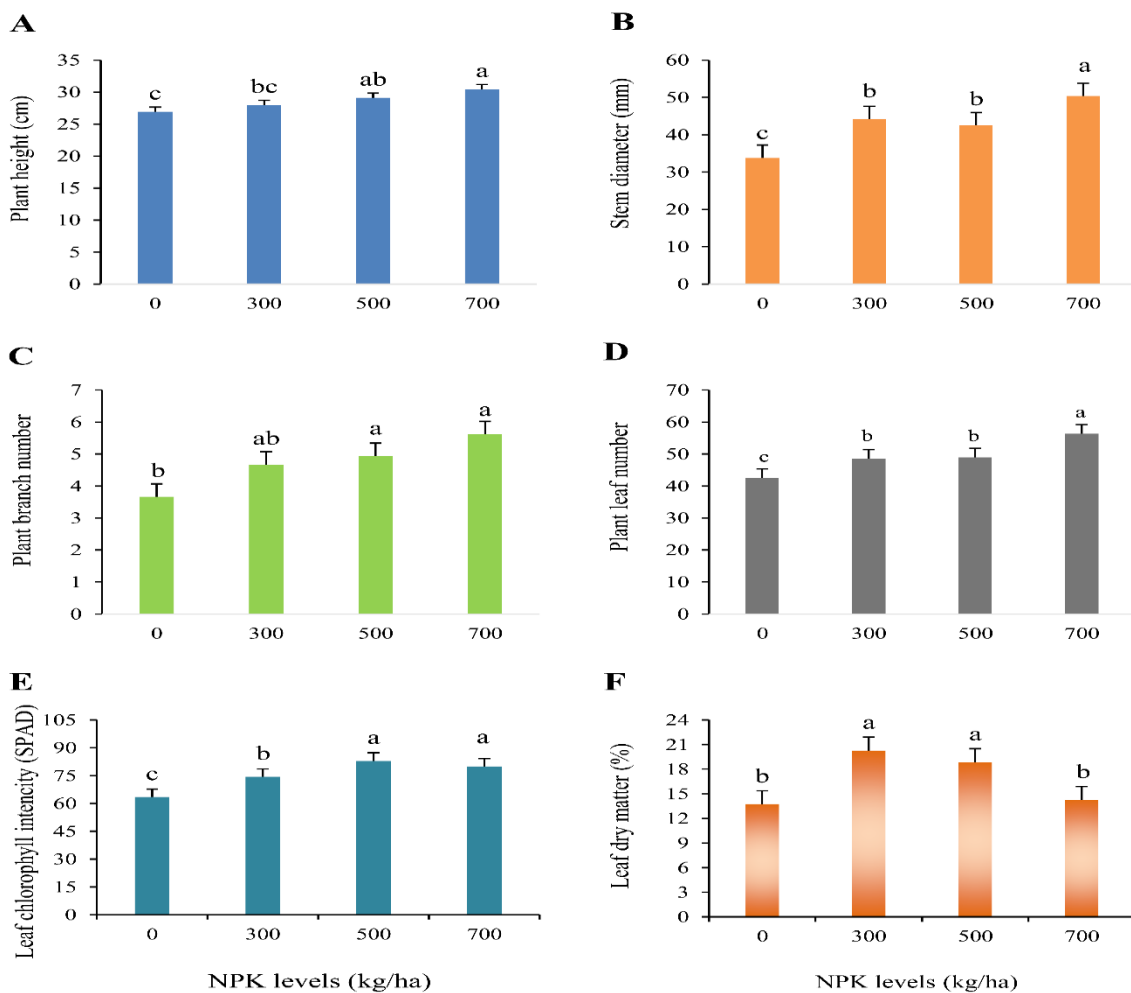 A
Plant height (cm)
35
30
25
20
15
10
5
0
c
bc
ab
a
0 300 500 700
B
Stem diameter (mm)
60
50
40
30
20
10
0
c
b
b
a
0 300 500 700
C
Plant branch number
7
6
5
4
3
2
1
0
b
ab
a
a
0 300 500 700
D
Plant leaf number
70
60
50
40
30
20
10
0
c
b
b
a
0 300 500 700
E
Leaf chlorophyll intencity (SPAD)
105
90
75
60
45
30
15
0
c
b
a
a
0 300 500 700
NPK levels (kg/ha)
F
Leaf dry matter (%)
24
21
18
15
12
9
6
3
0
b
a
a
b
0 300 500 700
NPK levels (kg/ha)